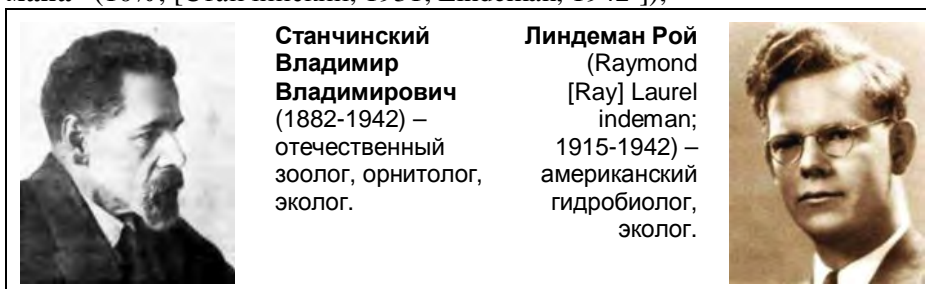 Станчинский
Владимир
Владимирович
(1882-1942) –
отечественный
зоолог, орнитолог,
эколог.
Линдеман Рой
(Raymond
[Ray] Laurel
indeman;
1915-1942) –
американский
гидробиолог,
эколог.